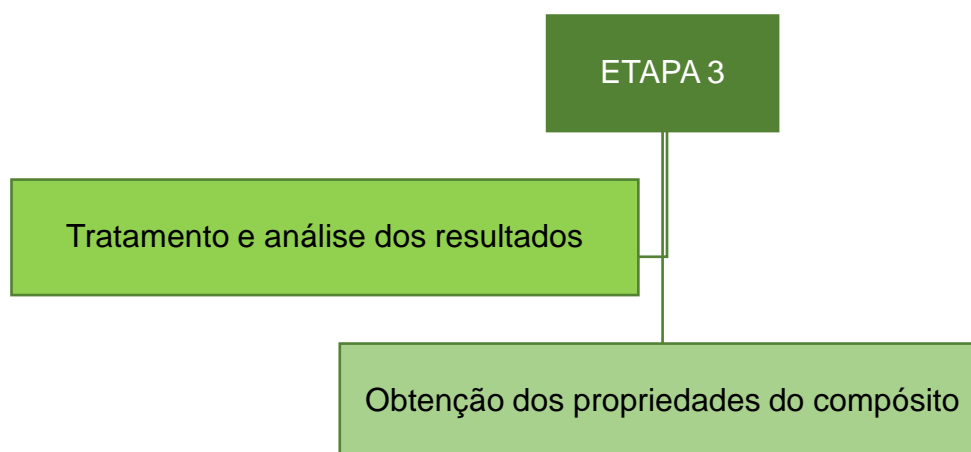 ETAPA 3
Tratamento e análise dos resultados
Obtenção dos propriedades do compósito